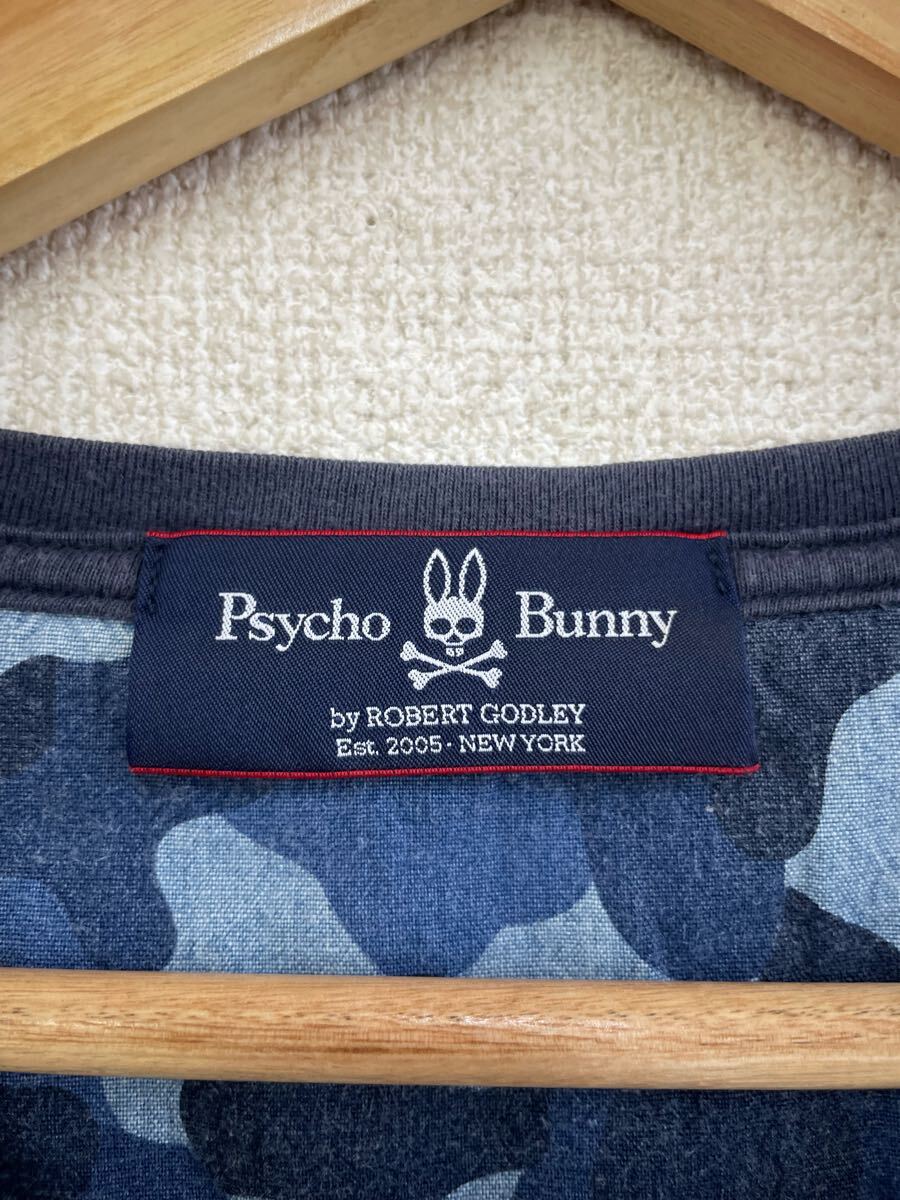 Psycho Bunny
by ROBERT GODLEY
Est. 2005 · NEW YORK